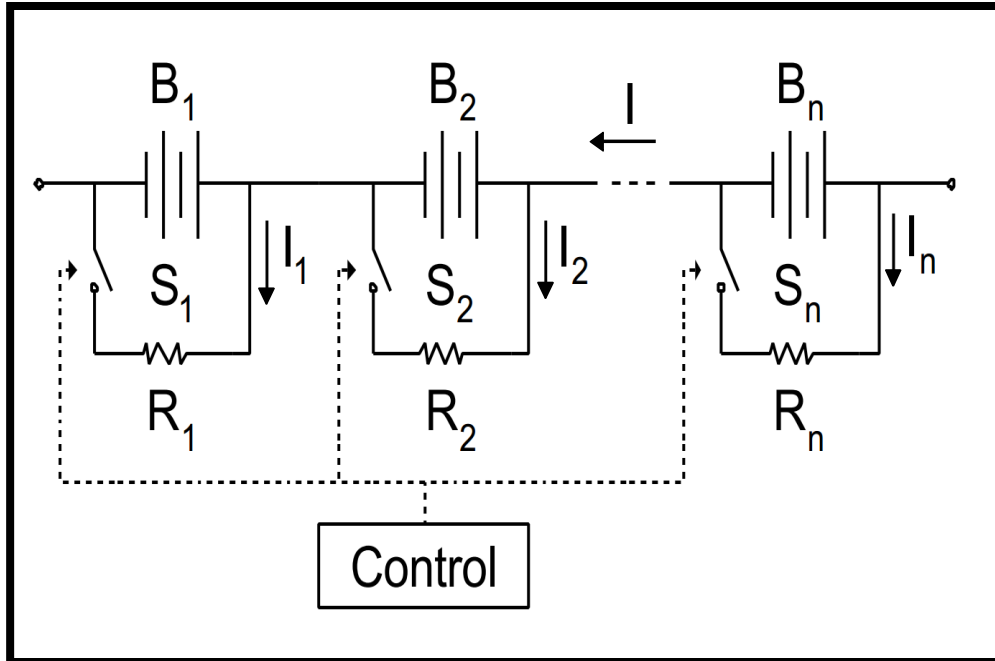 B₁ B₂ I Bₙ
I₁ I₂ Iₙ
S₁ S₂ Sₙ
R₁ R₂ Rₙ
Control